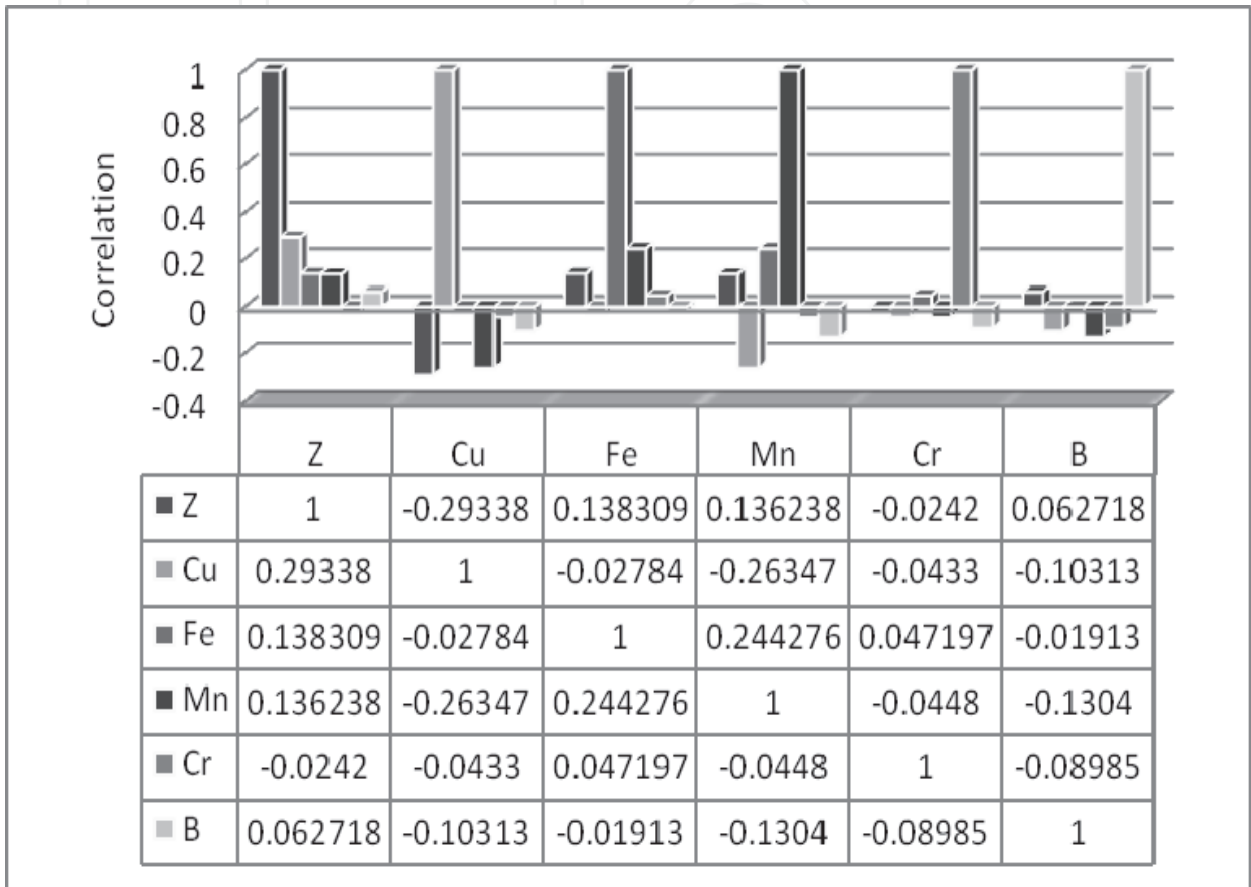 Correlation
1
0.8
0.6
0.4
0.2
0
-0.2
-0.4
Z Cu Fe Mn Cr B
Z 1 -0.29338 0.138309 0.136238 -0.0242 0.062718
Cu 0.29338 1 -0.02784 -0.26347 -0.0433 -0.10313
Fe 0.138309 -0.02784 1 0.244276 0.047197 -0.01913
Mn 0.136238 -0.26347 0.244276 1 -0.0448 -0.1304
Cr -0.0242 -0.0433 0.047197 -0.0448 1 -0.08985
B 0.062718 -0.10313 -0.01913 -0.1304 -0.08985 1